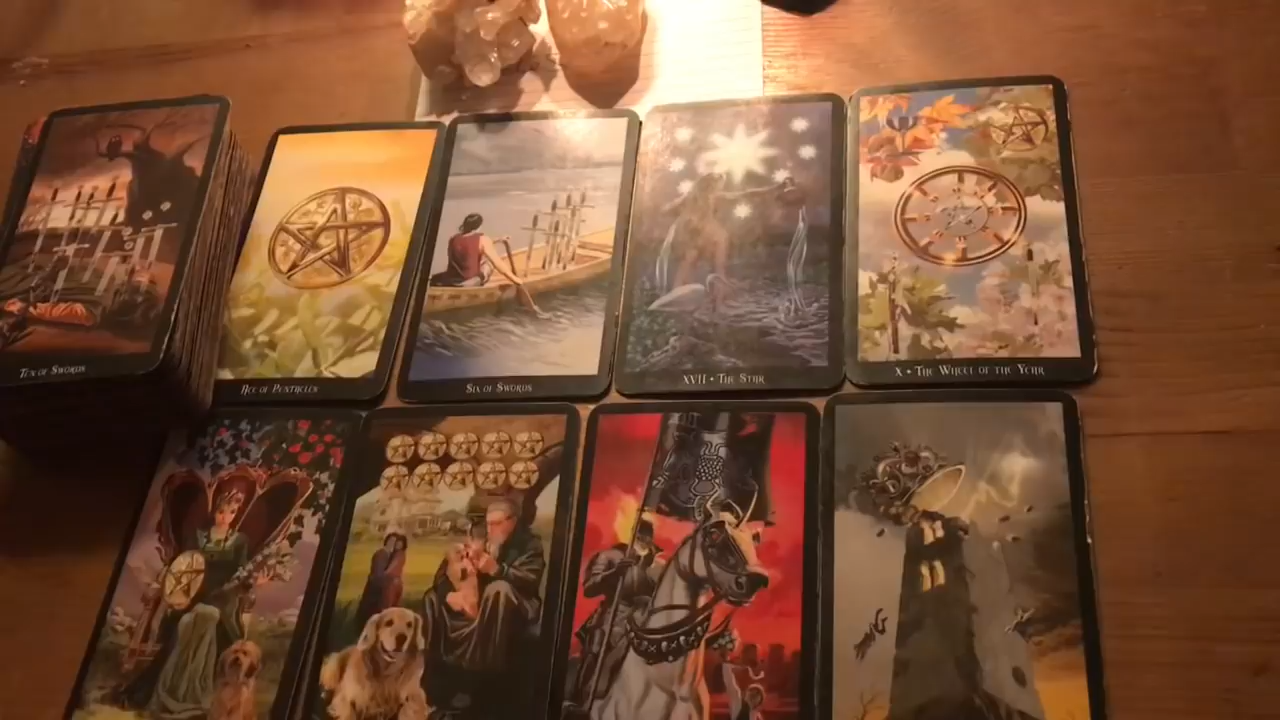 Ten of Swords
Ace of Pentacles
Six of Swords
XVII • The Star
X • The Wheel of the Year